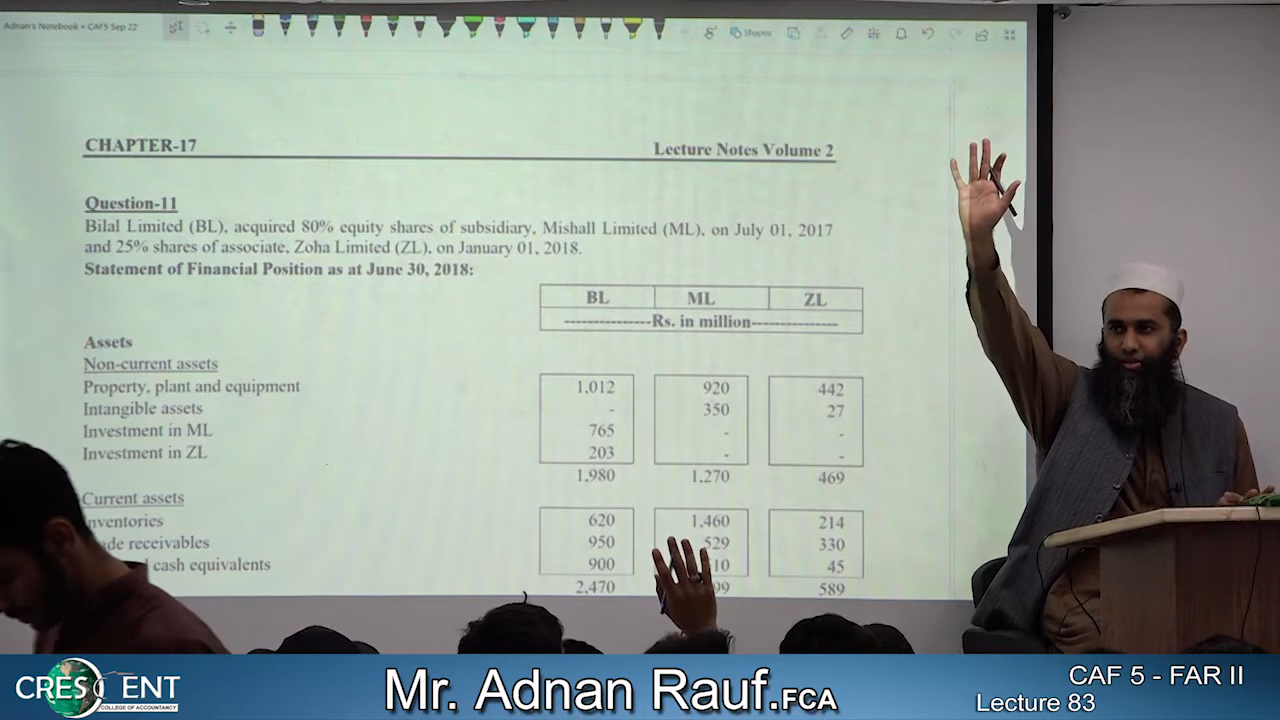 Adnan's Notebook • CAF5 Sep 22
Shapes
CHAPTER-17 Lecture Notes Volume 2
Question-11
Bilal Limited (BL), acquired 80% equity shares of subsidiary, Mishall Limited (ML), on July 01, 2017
and 25% shares of associate, Zoha Limited (ZL), on January 01, 2018.
Statement of Financial Position as at June 30, 2018:
BL ML ZL
---------------Rs. in million---------------
Assets
Non-current assets
Property, plant and equipment 1,012 920 442
Intangible assets - 350 27
Investment in ML 765 - -
Investment in ZL 203 - -
1,980 1,270 469
Current assets
nventories 620 1,460 214
ade receivables 950 529 330
cash equivalents 900 10 45
2,470 99 589
CRESCENT
COLLEGE OF ACCOUNTANCY
Mr. Adnan Rauf.FCA
CAF 5 - FAR II
Lecture 83